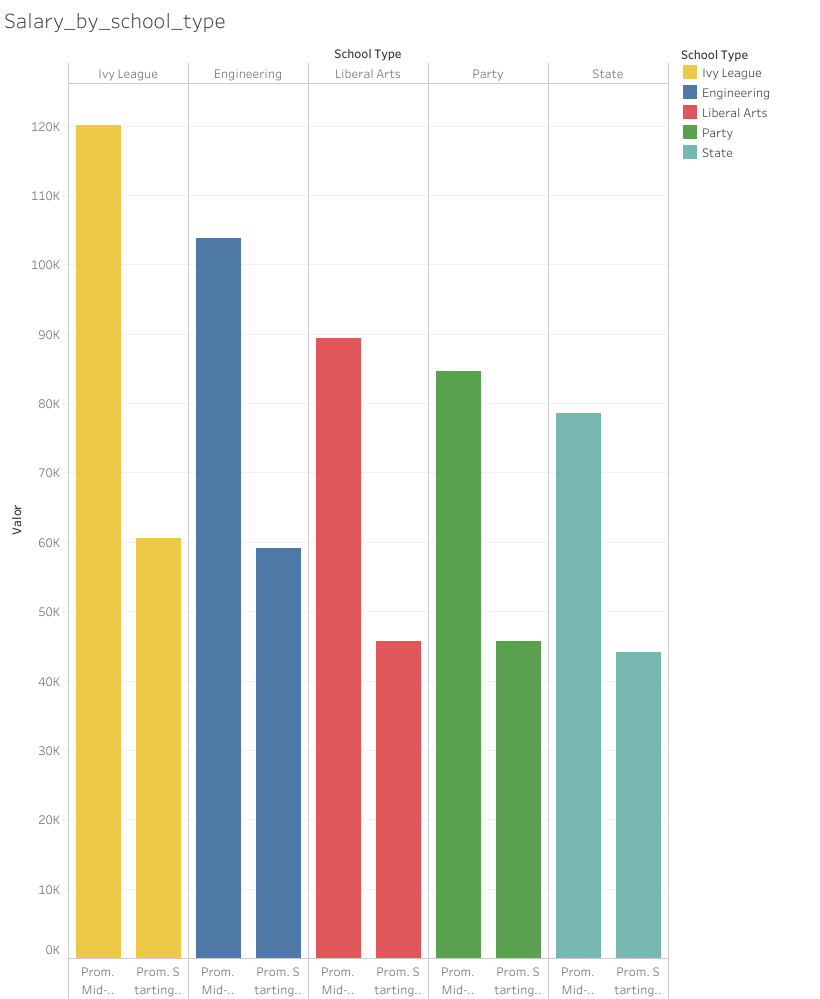 Salary_by_school_type
School Type
Ivy League
Engineering
Liberal Arts
Party
State
School Type
Ivy League
Engineering
Liberal Arts
Party
State
Valor
120K
110K
100K
90K
80K
70K
60K
50K
40K
30K
20K
10K
0K
Prom.
Mid-..
Prom. S
tarting..
Prom.
Mid-..
Prom. S
tarting..
Prom.
Mid-..
Prom. S
tarting..
Prom.
Mid-..
Prom. S
tarting..
Prom.
Mid-..
Prom. S
tarting..